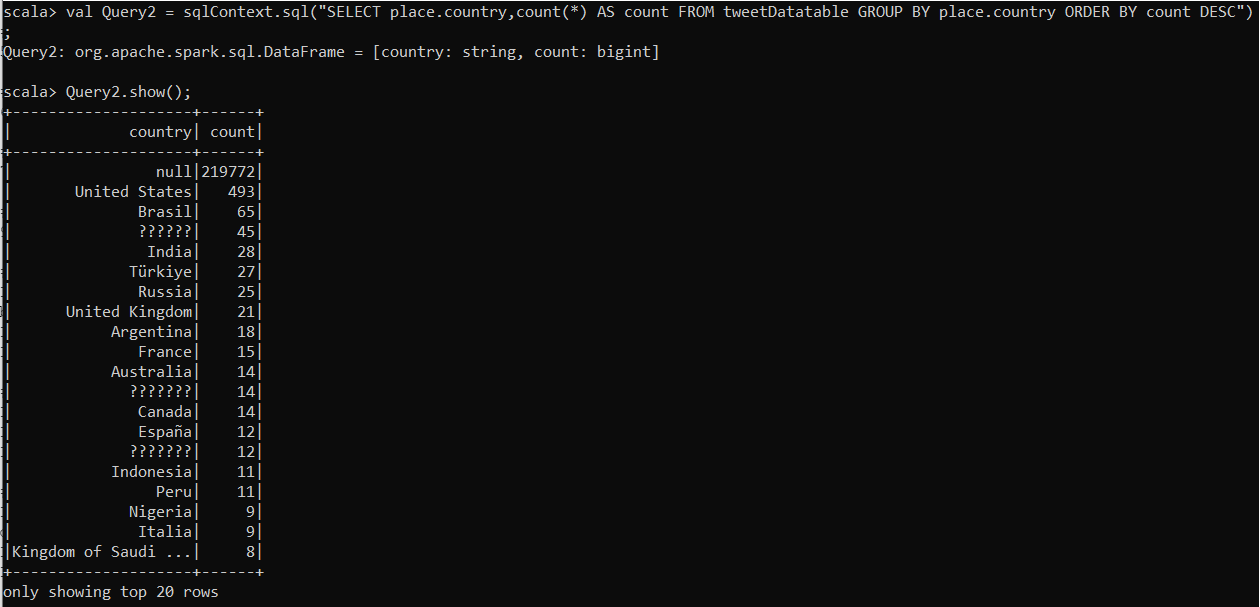 scala> val Query2 = sqlContext.sql("SELECT place.country,count(*) AS count FROM tweetDatatable GROUP BY place.country ORDER BY count DESC")
;
Query2: org.apache.spark.sql.DataFrame = [country: string, count: bigint]
scala> Query2.show();
+--------------------+------+
|             country| count|
+--------------------+------+
|                null|219772|
|       United States|   493|
|              Brasil|    65|
|              ??????|    45|
|               India|    28|
|             Türkiye|    27|
|              Russia|    25|
|      United Kingdom|    21|
|           Argentina|    18|
|              France|    15|
|           Australia|    14|
|             ???????|    14|
|              Canada|    14|
|              España|    12|
|             ???????|    12|
|           Indonesia|    11|
|                Peru|    11|
|             Nigeria|     9|
|              Italia|     9|
|Kingdom of Saudi ...|     8|
+--------------------+------+
only showing top 20 rows